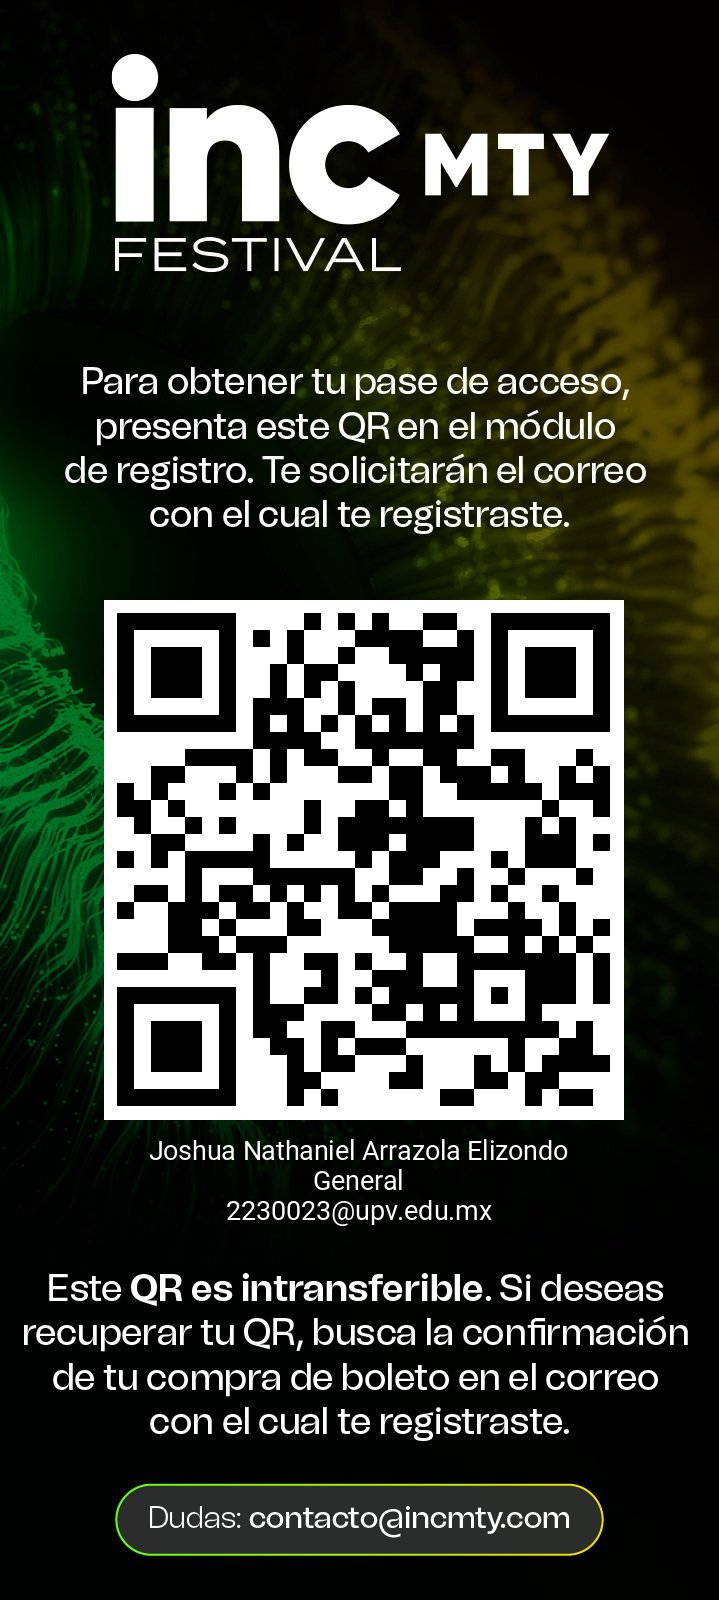 inc MTY
FESTIVAL
Para obtener tu pase de acceso,
presenta este QR en el módulo
de registro. Te solicitarán el correo
con el cual te registraste.
Joshua Nathaniel Arrazola Elizondo
General
2230023@upv.edu.mx
Este QR es intransferible. Si deseas
recuperar tu QR, busca la confirmación
de tu compra de boleto en el correo
con el cual te registraste.
Dudas: contacto@incmty.com